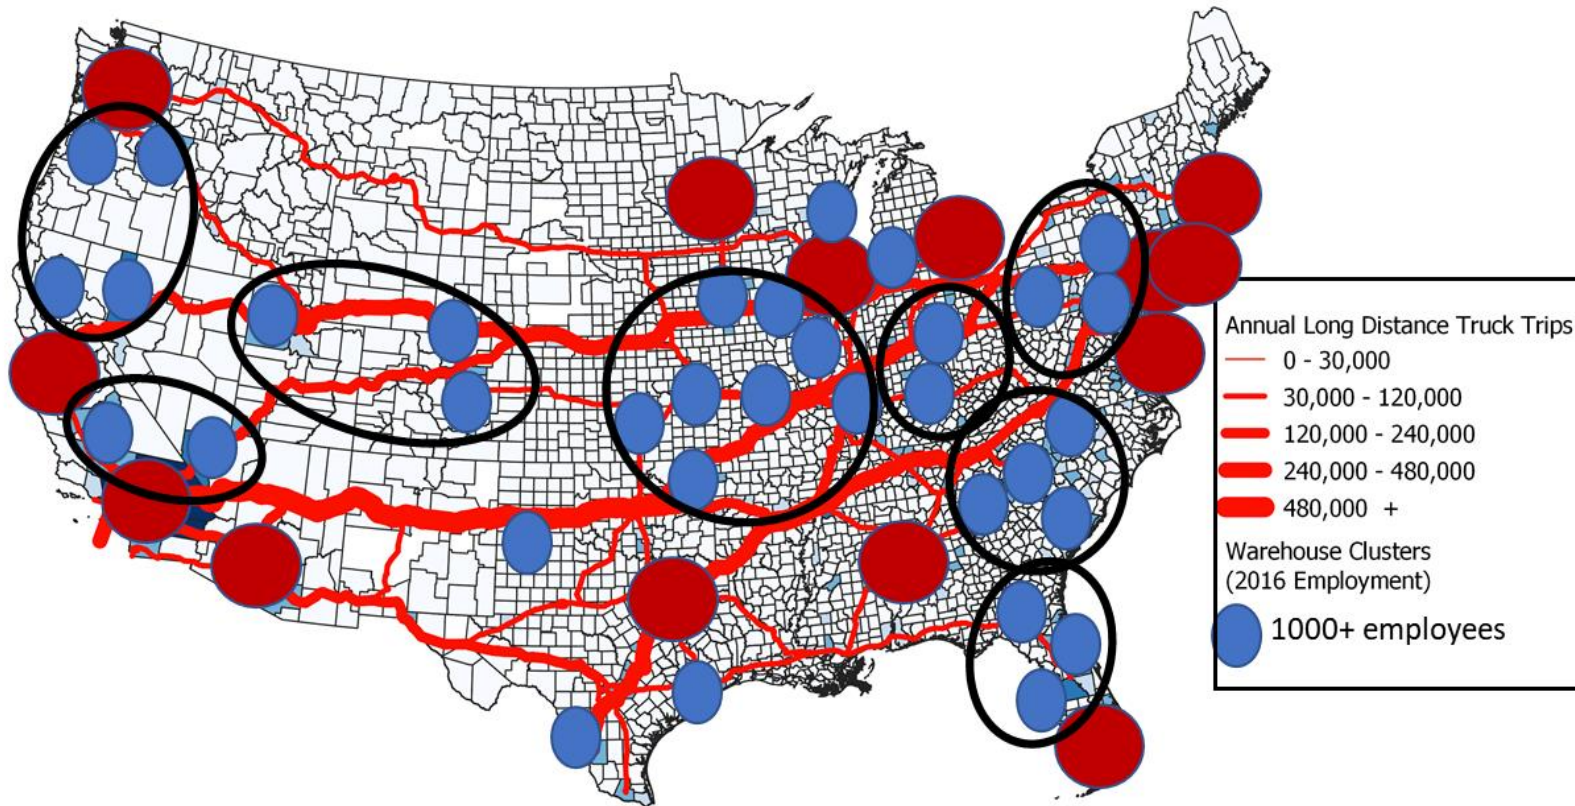 Annual Long Distance Truck Trips
0 - 30,000
30,000 - 120,000
120,000 - 240,000
240,000 - 480,000
480,000 +
Warehouse Clusters
(2016 Employment)
1000+ employees